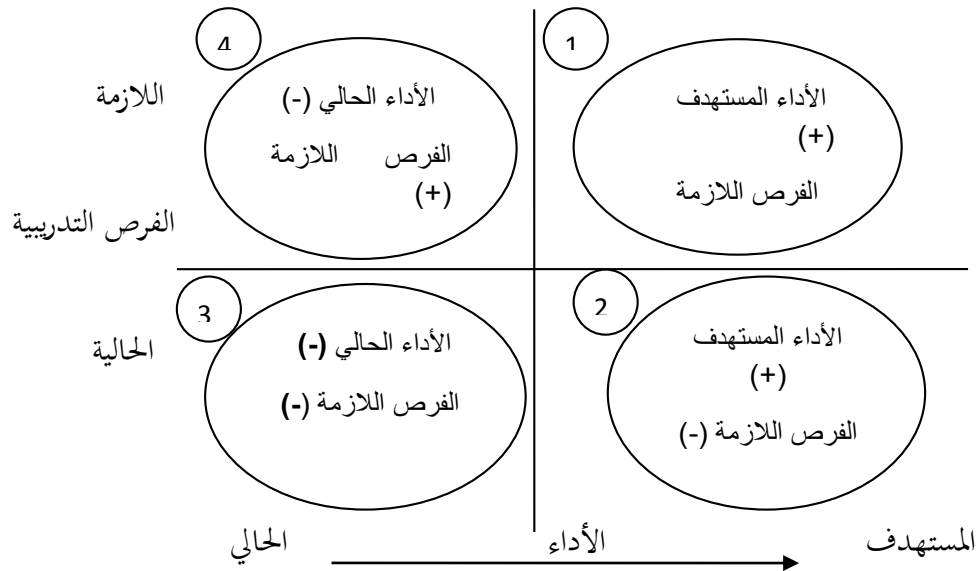 1
الأداء المستهدف
(+)
الفرص اللازمة
4
اللازمة
الأداء الحالي (-)
الفرص اللازمة
(+)
الفرص التدريبية
2
الأداء المستهدف
(+)
الفرص اللازمة (-)
3
الحالية
الأداء الحالي (-)
الفرص اللازمة (-)
المستهدف
الأداء
الحالي